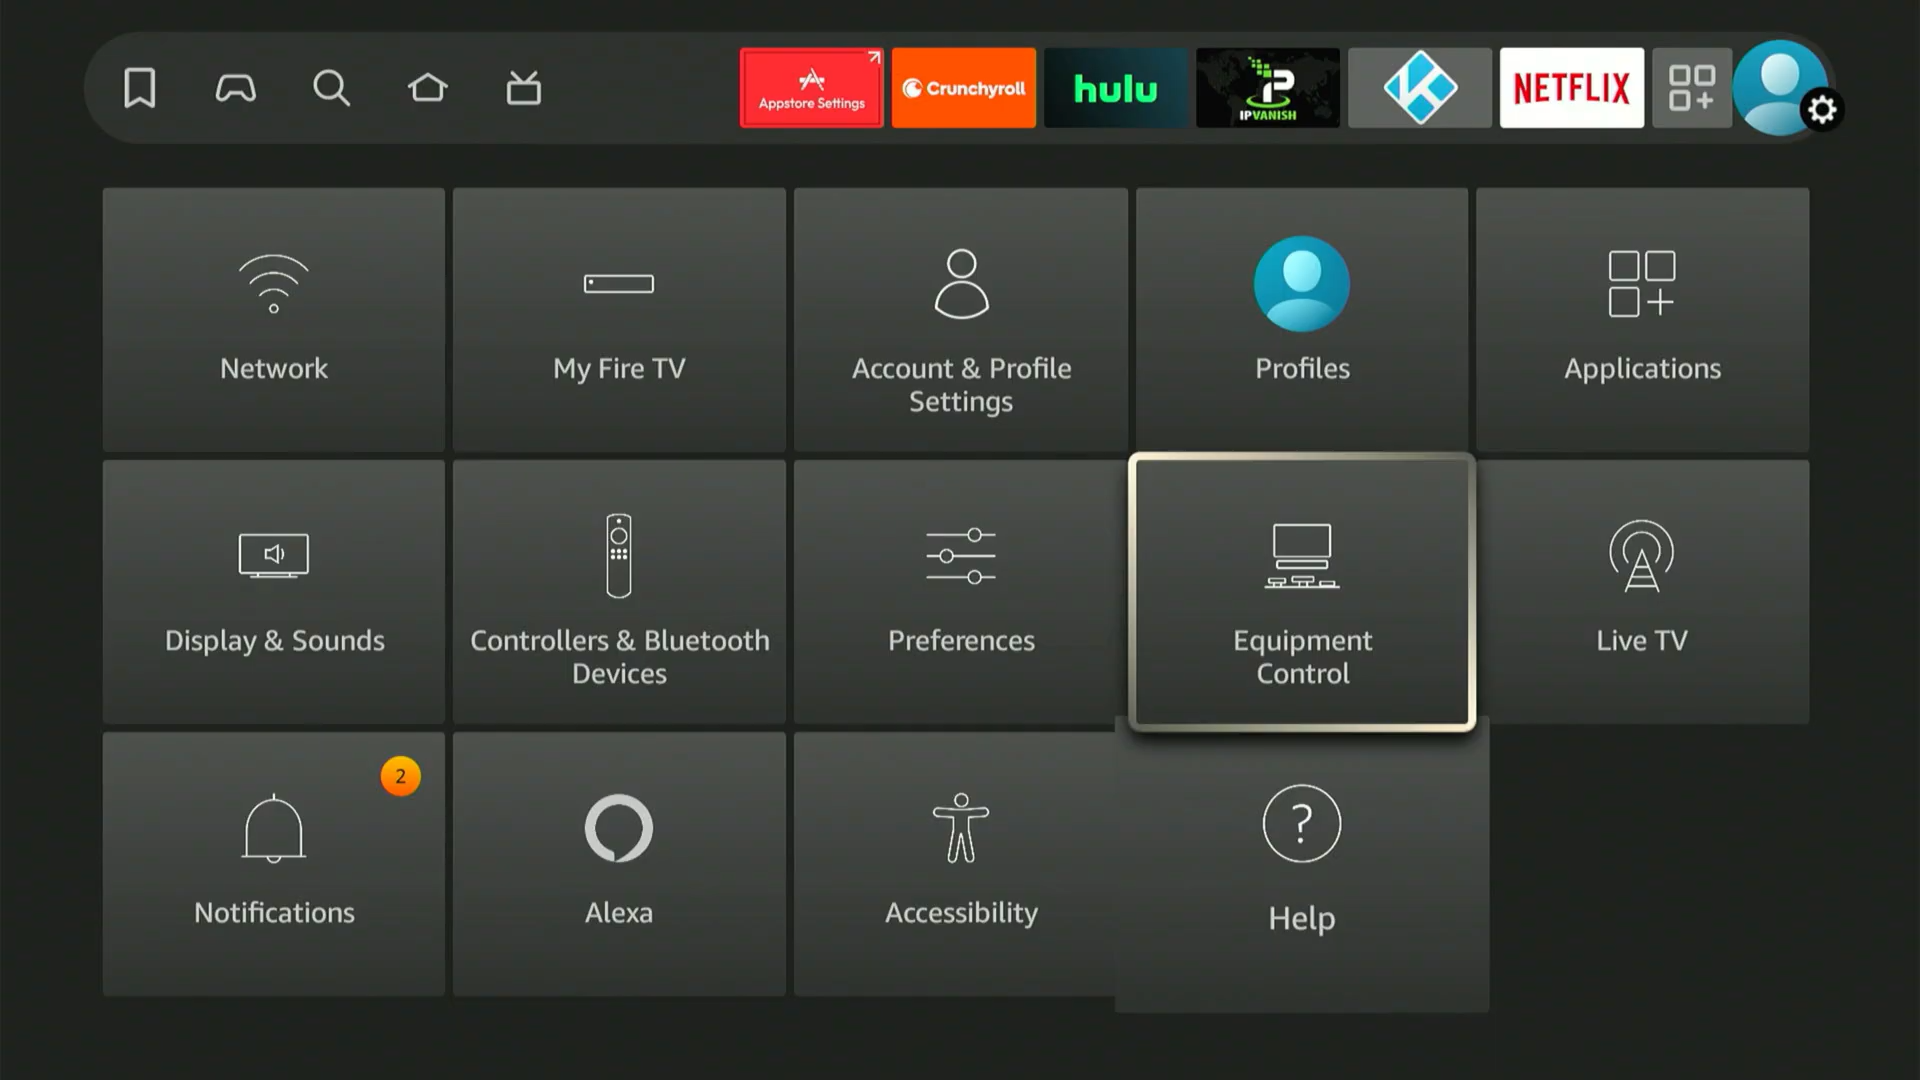 Appstore Settings
Crunchyroll
hulu
IP
IPVANISH
NETFLIX
Network
My Fire TV
Account & Profile
Settings
Profiles
Applications
Display & Sounds
Controllers & Bluetooth
Devices
Preferences
Equipment
Control
Live TV
2
Notifications
Alexa
Accessibility
?
Help